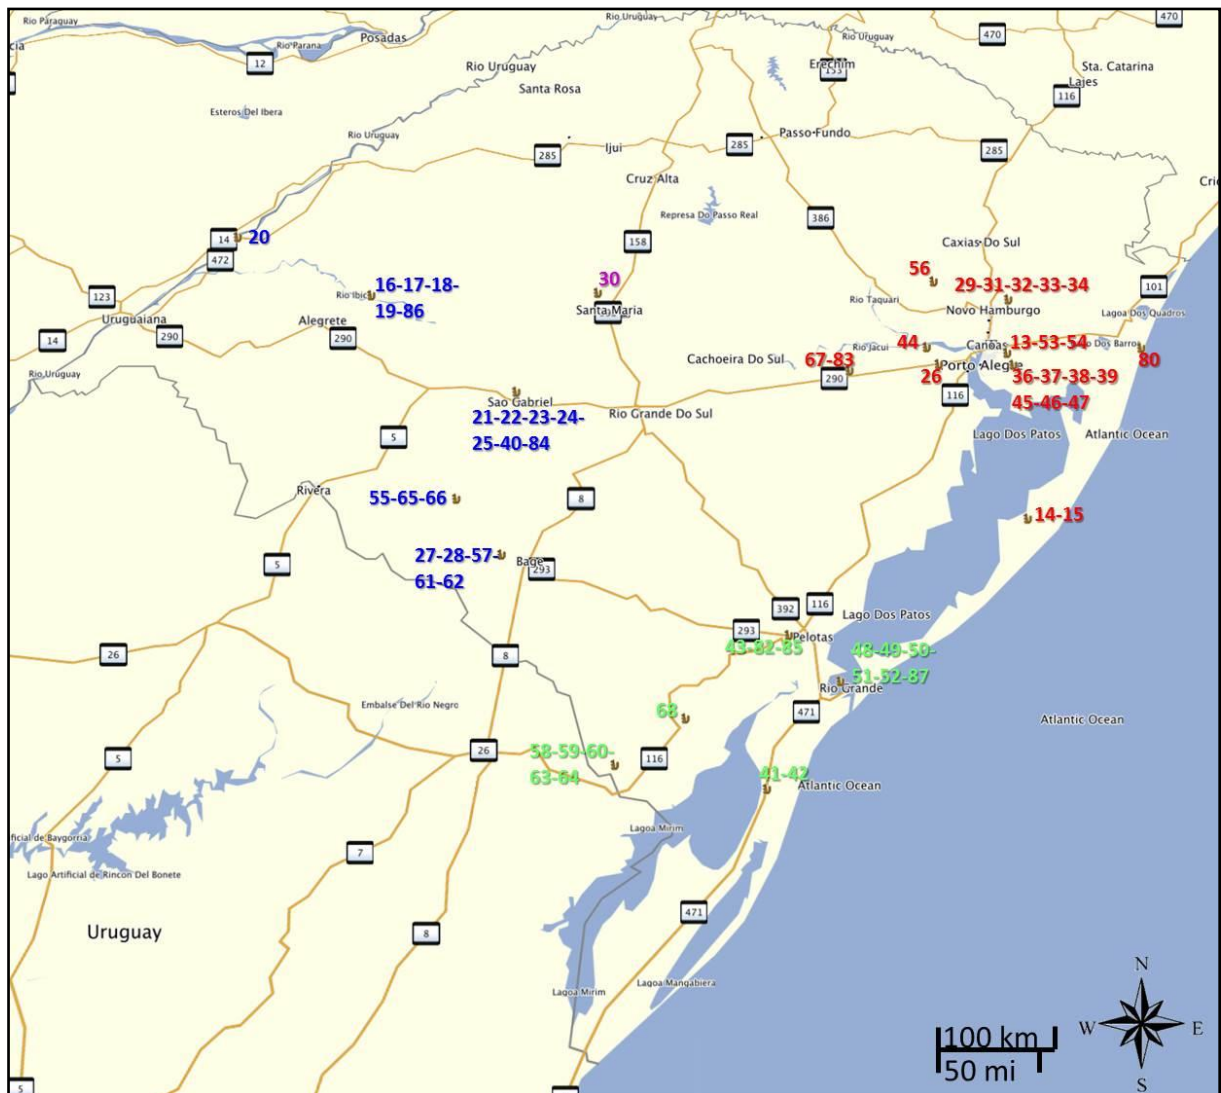 Rio Paraguay
Rio Uruguay
470
470
cia
Rio Parana
Posadas
Rio Uruguay
12
Rio Uruguay
Erechim
153
Sta. Catarina
Lajes
Santa Rosa
116
Esteros Del Ibera
Rio Uruguay
Passo Fundo
285
Ijui
285
285
Cruz Alta
Cric
Represa Do Passo Real
386
14
20
158
Caxias Do Sul
472
56
30
29-31-32-33-34
16-17-18-
19-86
101
123
Rio Ibic
Rio Taquari
Santa Maria
Novo Hamburgo
Lagoa Dos Quadros
Uruguaiana
Alegrete
14
290
290
44
13-53-54
Rio Jacui
Canoas
Dos Barros
Cachoeira Do Sul
67-83
80
Rio Uruguay
290
26
Porto Alegre
36-37-38-39
45-46-47
116
Sao Gabriel
21-22-23-24-
25-40-84
Rio Grande Do Sul
5
Lago Dos Patos
Atlantic Ocean
Rivera
55-65-66
8
14-15
27-28-57-
61-62
5
Bage
293
392
116
Lago Dos Patos
293
Pelotas
43-82-85
48-49-50-
51-52-87
26
8
Rio Grande
Embalse Del Rio Negro
68
471
Atlantic Ocean
5
26
58-59-60-
63-64
116
41-42
Atlantic Ocean
Lagoa Mirim
ficial de Baygorria
7
Lago Artificial de Rincon Del Bonete
471
Uruguay
8
Lagoa Mirim
Lagoa Mangabiera
N
W
E
S
100 km
50 mi
5